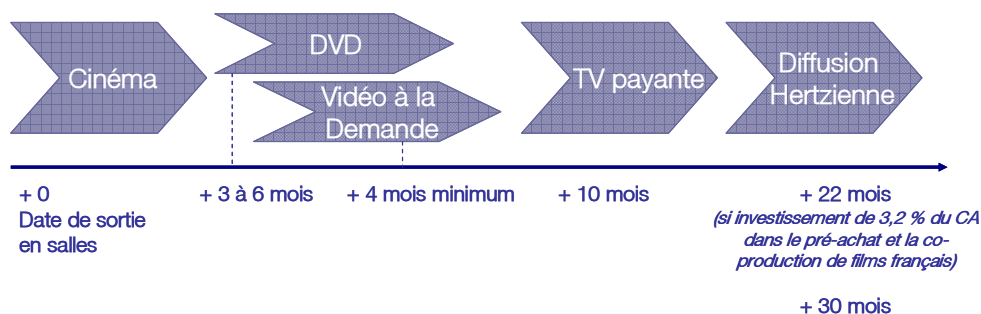 Cinéma
DVD
Vidéo à la
Demande
TV payante
Diffusion
Hertzienne
+ 0
Date de sortie
en salles
+ 3 à 6 mois
+ 4 mois minimum
+ 10 mois
+ 22 mois
(si investissement de 3,2 % du CA
dans le pré-achat et la co-
production de films français)
+ 30 mois